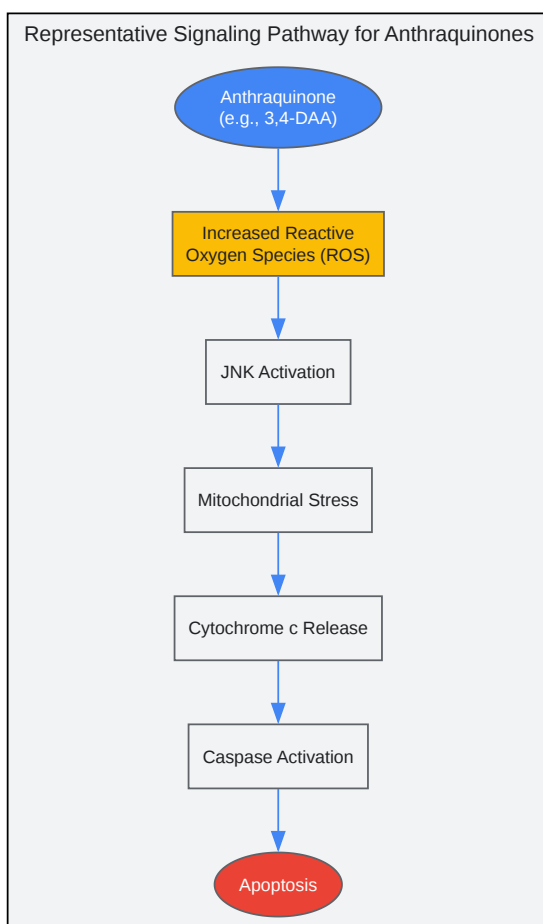 Representative Signaling Pathway for Anthraquinones
Anthraquinone
(e.g., 3,4-DAA)
Increased Reactive
Oxygen Species (ROS)
JNK Activation
Mitochondrial Stress
Cytochrome c Release
Caspase Activation
Apoptosis